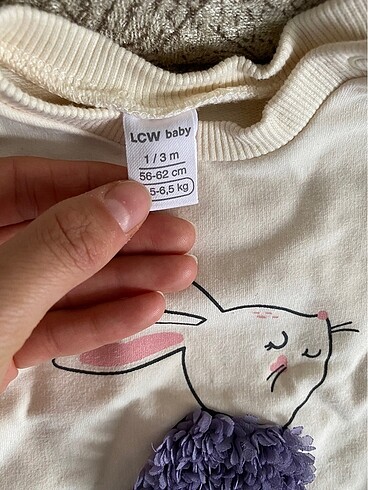 LCW baby
1 / 3 m
56-62 cm
5-6,5 kg